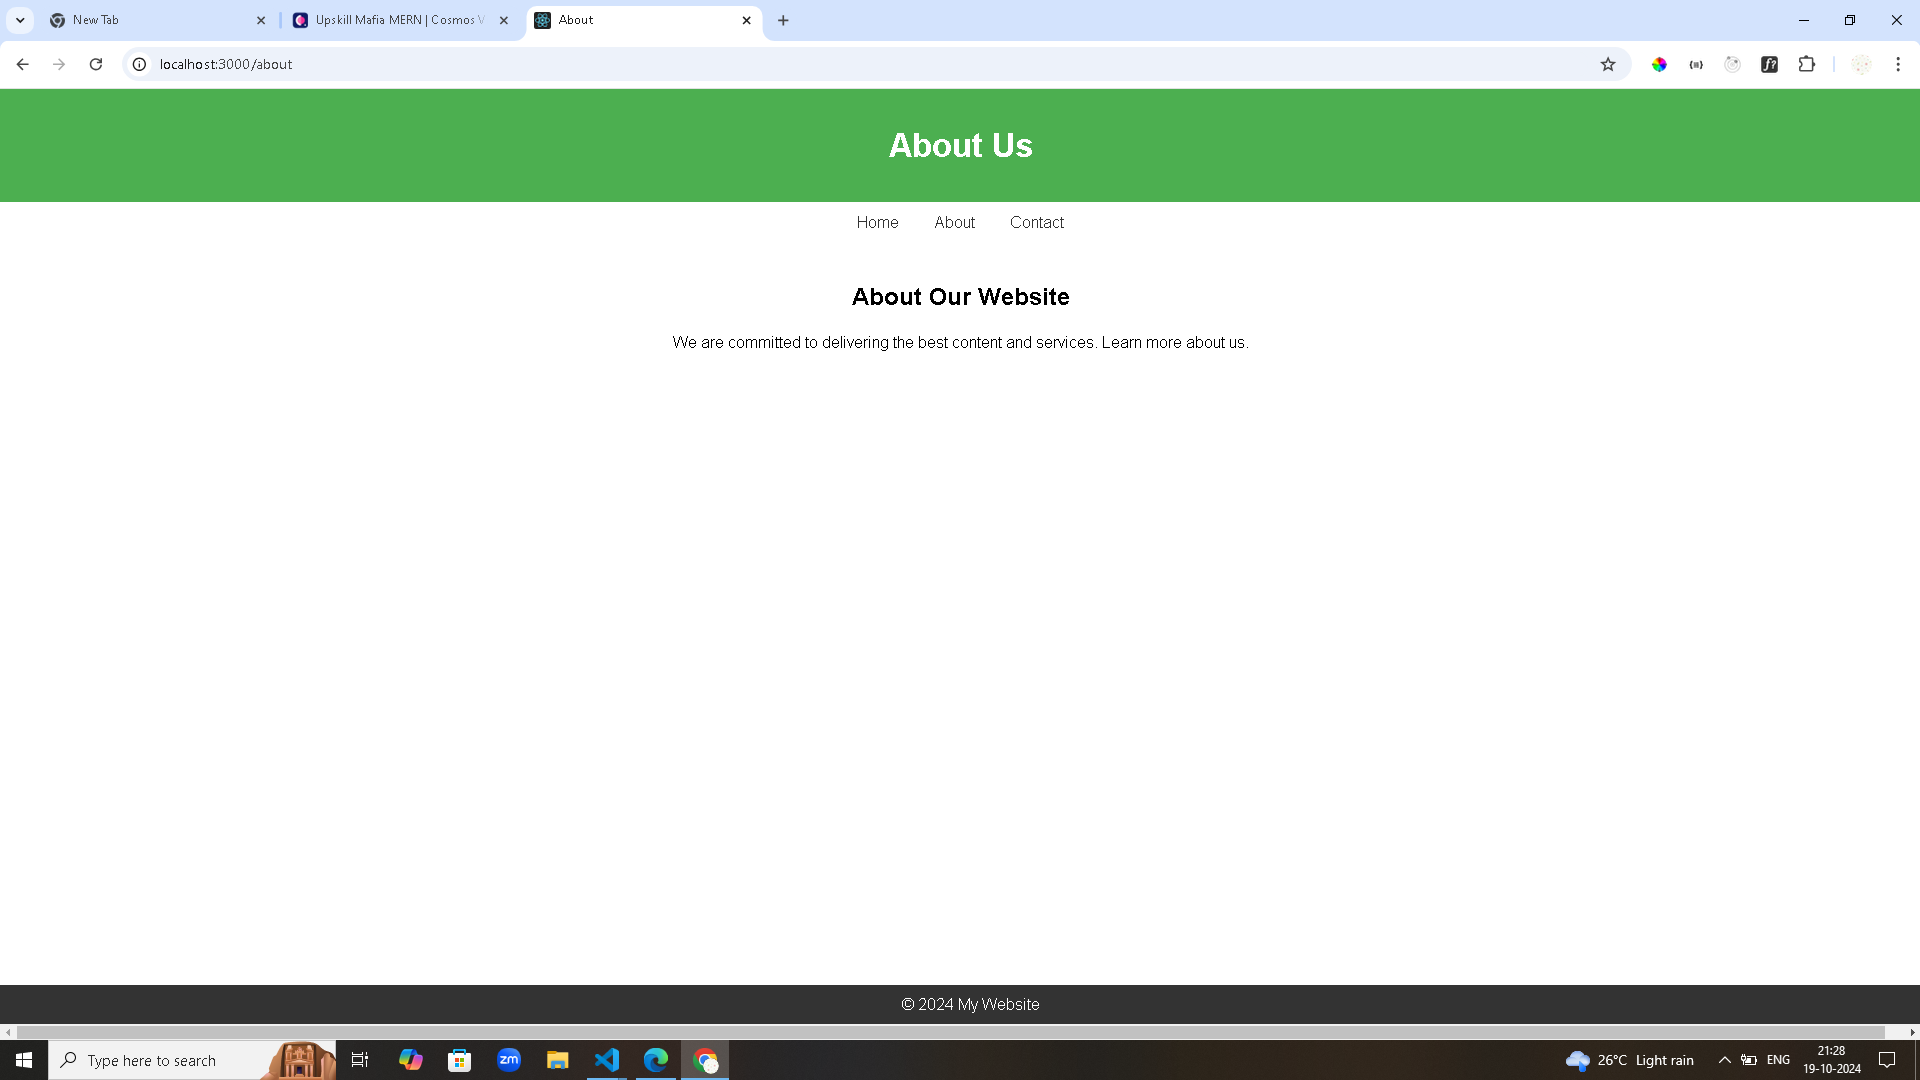 New Tab
Upskill Mafia MERN | Cosmos V
About
localhost:3000/about
About Us
Home About Contact
About Our Website
We are committed to delivering the best content and services. Learn more about us.
© 2024 My Website
Type here to search
zm
26°C Light rain
ENG
21:28
19-10-2024